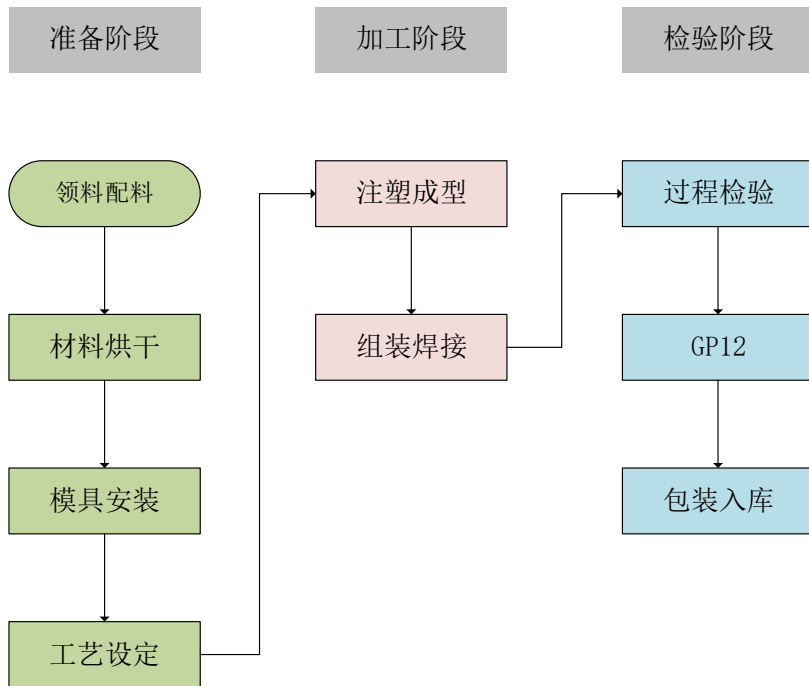 准备阶段
加工阶段
检验阶段
领料配料
注塑成型
过程检验
材料烘干
组装焊接
GP12
模具安装
包装入库
工艺设定